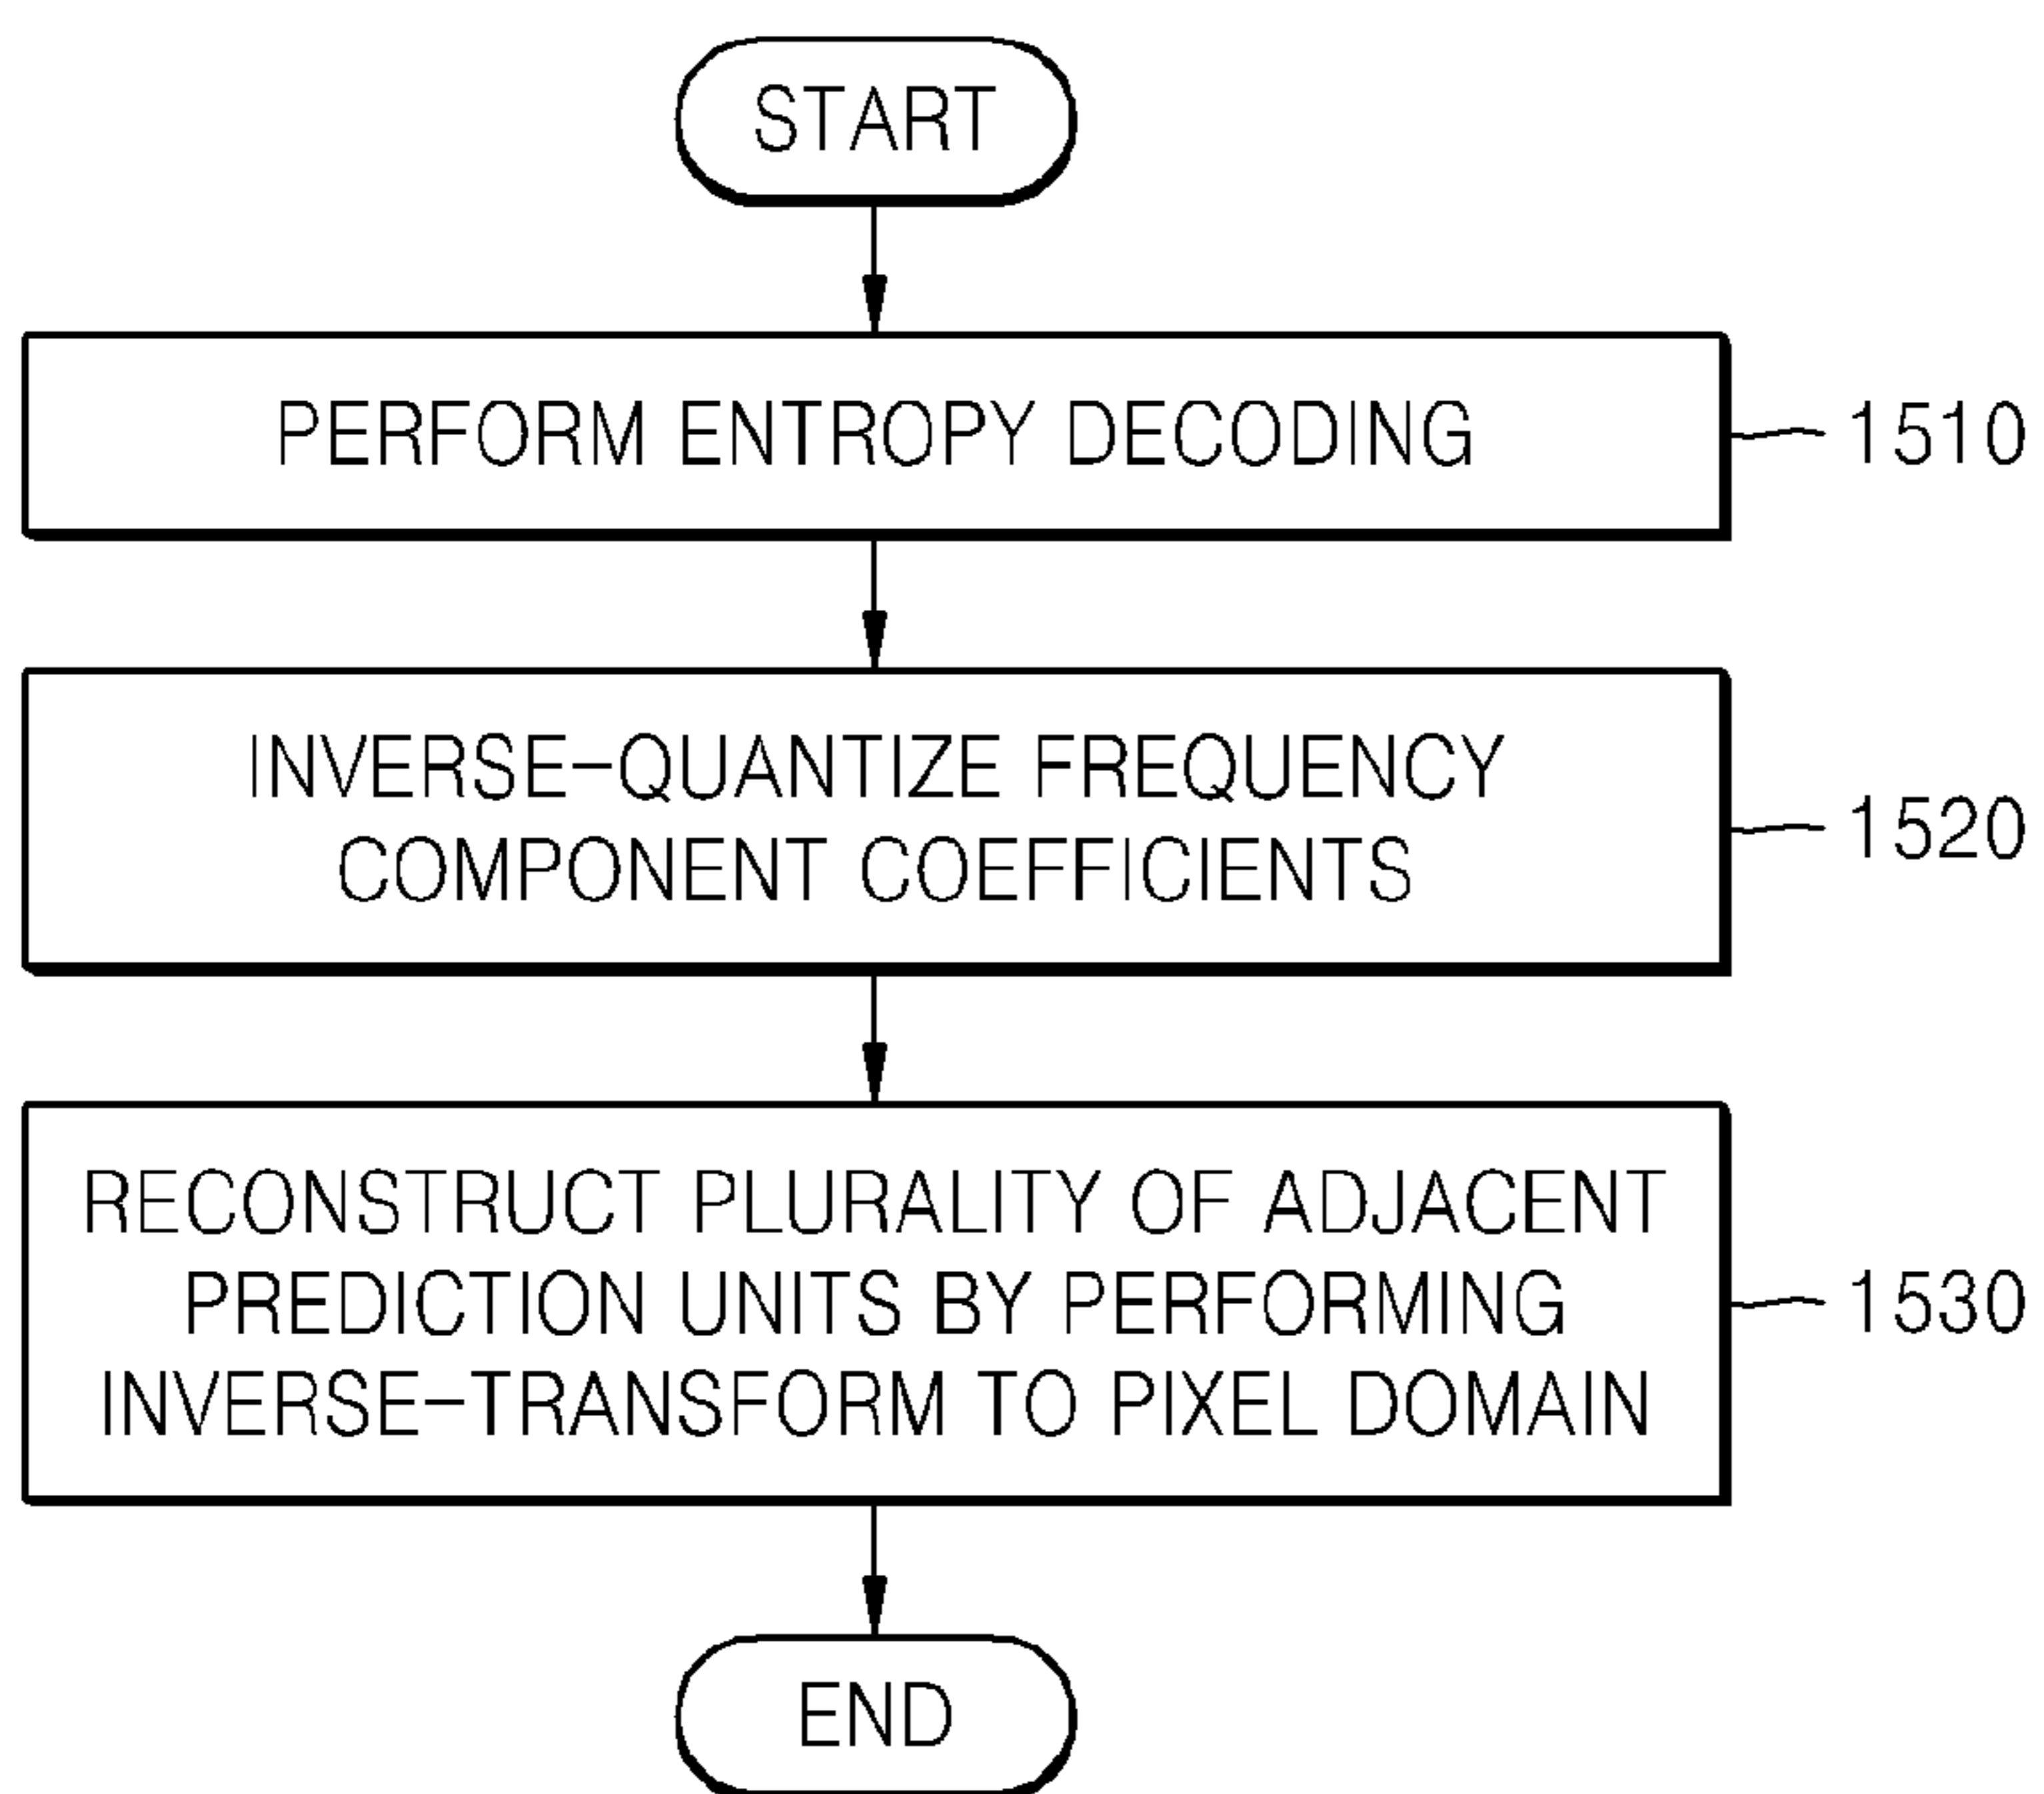 START
PERFORM ENTROPY DECODING
1510
INVERSE-QUANTIZE FREQUENCY
COMPONENT COEFFICIENTS
1520
RECONSTRUCT PLURALITY OF ADJACENT
PREDICTION UNITS BY PERFORMING
INVERSE-TRANSFORM TO PIXEL DOMAIN
1530
END